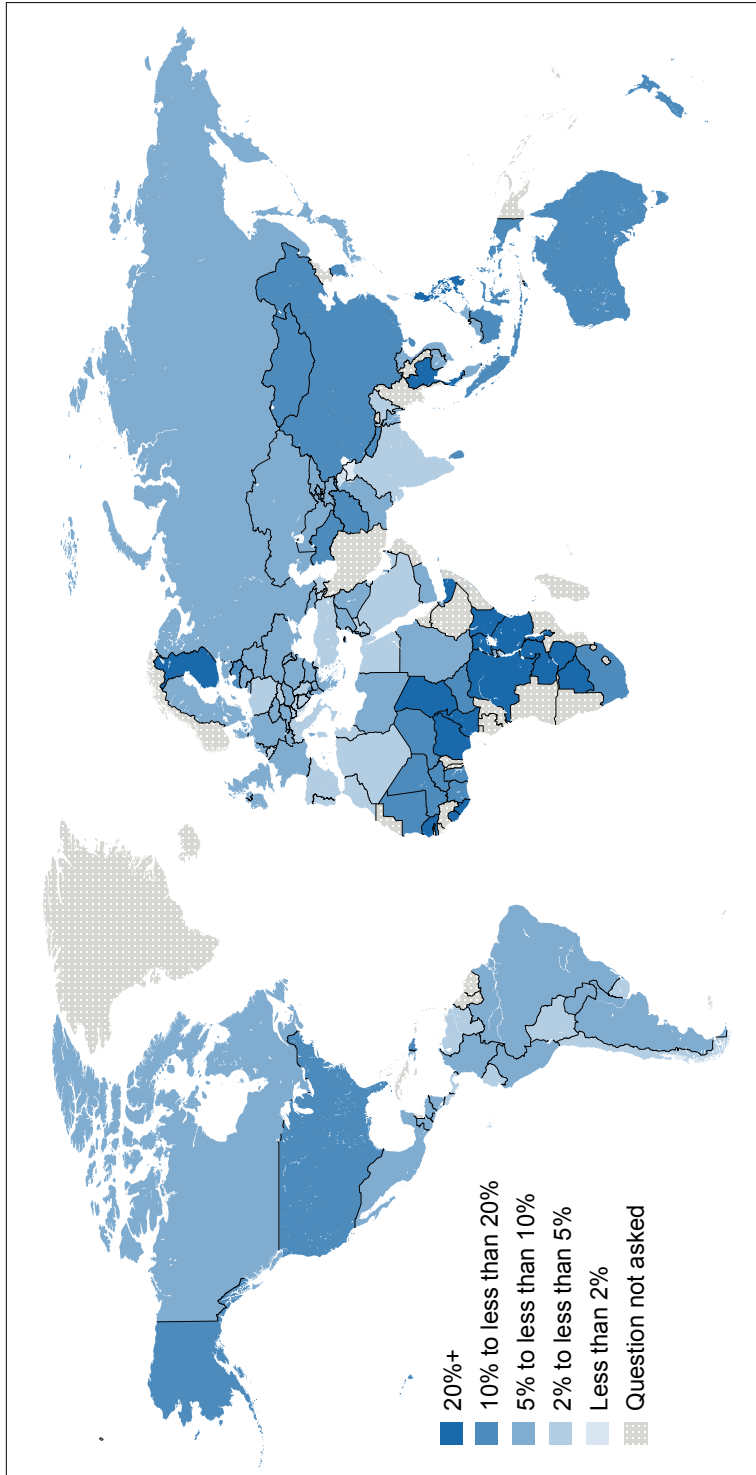 20%+
10% to less than 20%
5% to less than 10%
2% to less than 5%
Less than 2%
Question not asked